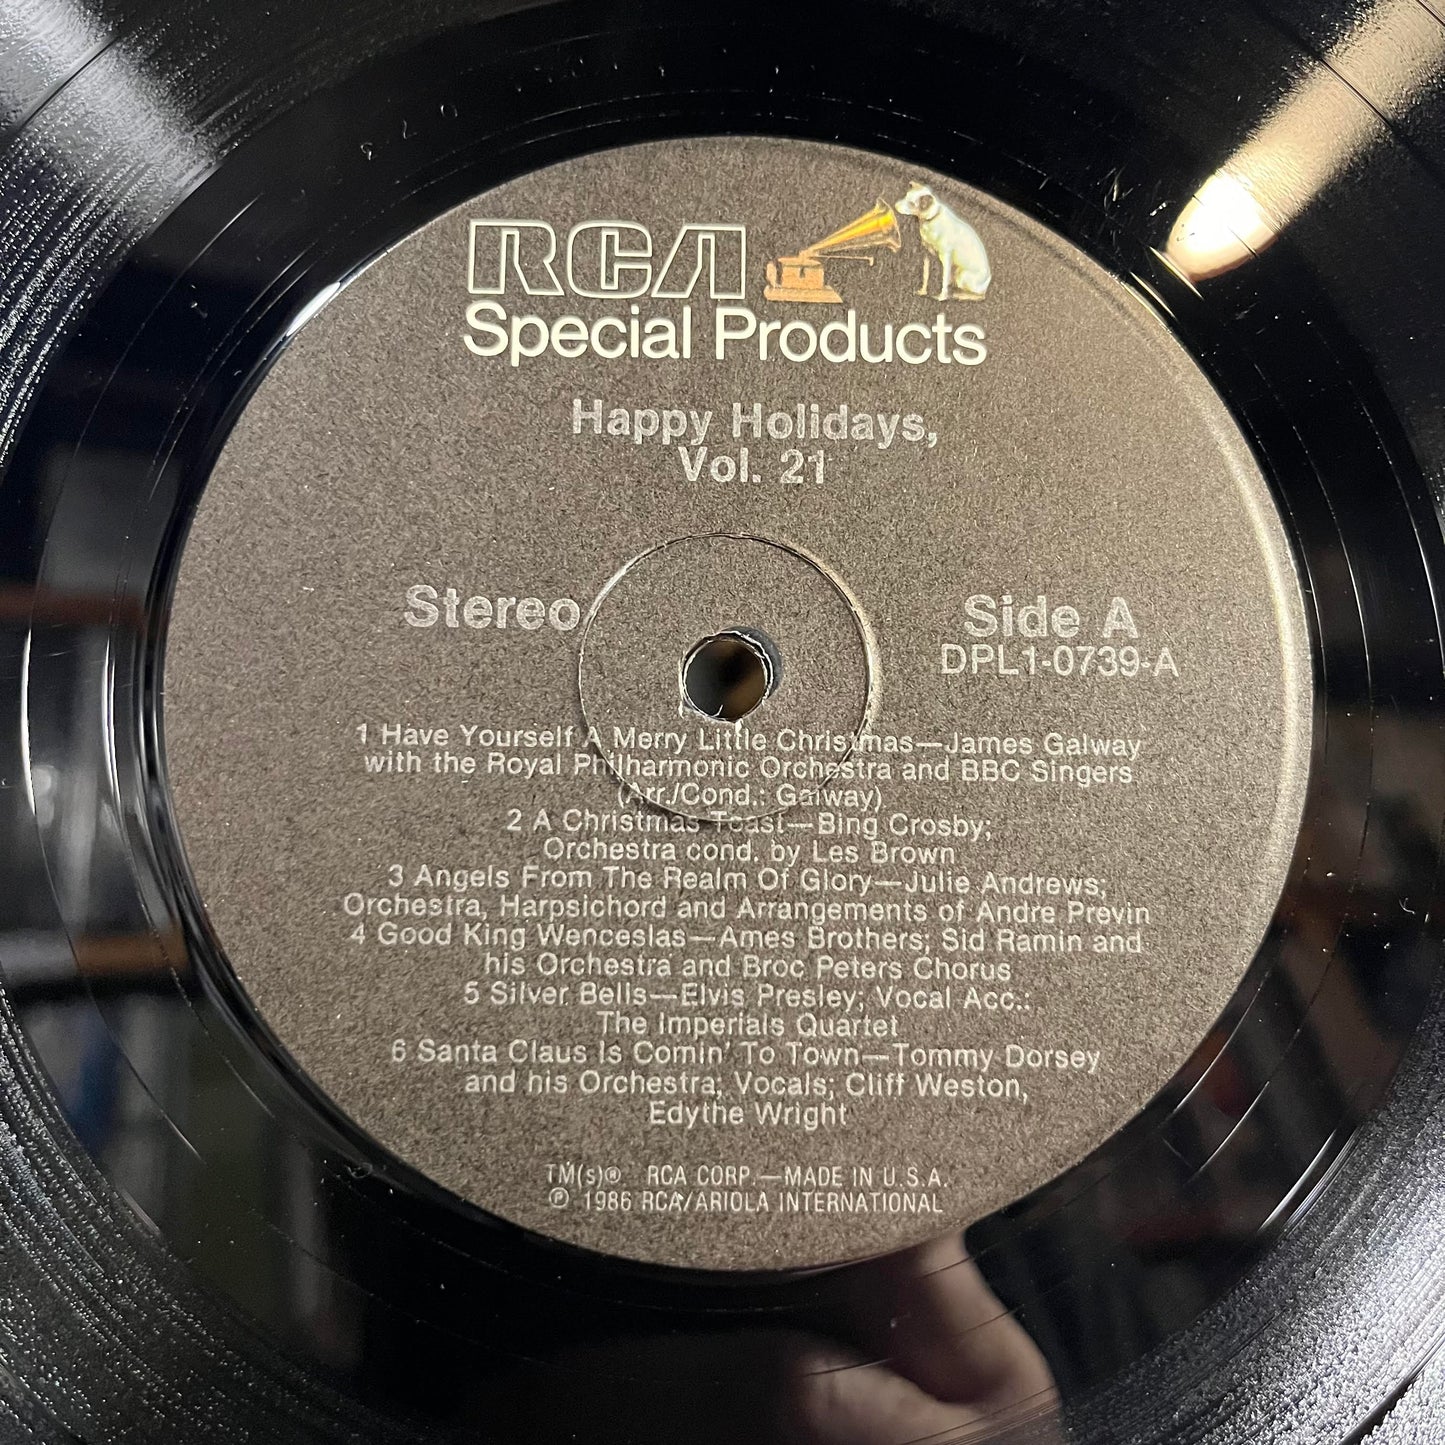 RCA
Special Products
Happy Holidays,
Vol. 21
Stereo
Side A
DPL1-0739-A
1 Have Yourself A Merry Little Christmas—James Galway
with the Royal Philharmonic Orchestra and BBC Singers
(Arr./Cond.: Galway)
2 A Christmas Toast—Bing Crosby;
Orchestra cond. by Les Brown
3 Angels From The Realm Of Glory—Julie Andrews;
Orchestra, Harpsichord and Arrangements of Andre Previn
4 Good King Wenceslas—Ames Brothers; Sid Ramin and
his Orchestra and Broc Peters Chorus
5 Silver Bells—Elvis Presley; Vocal Acc.:
The Imperials Quartet
6 Santa Claus Is Comin' To Town—Tommy Dorsey
and his Orchestra; Vocals; Cliff Weston,
Edythe Wright
TM(s)® RCA CORP.—MADE IN U.S.A.
℗ 1986 RCA/ARIOLA INTERNATIONAL